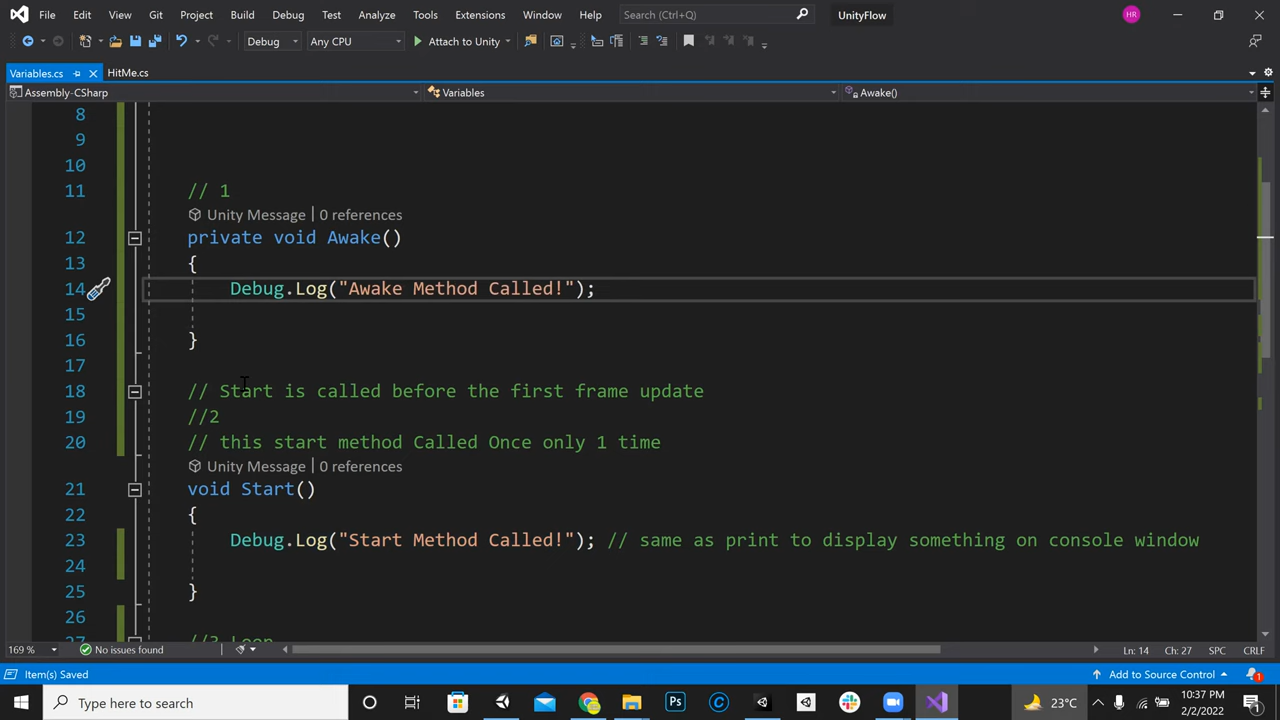 File Edit View Git Project Build Debug Test Analyze Tools Extensions Window Help Search (Ctrl+Q) UnityFlow HR
Debug Any CPU Attach to Unity
Variables.cs HitMe.cs
Assembly-CSharp Variables Awake()
8
9
10
11 // 1
Unity Message | 0 references
12 private void Awake()
13 {
14 Debug.Log("Awake Method Called!");
15
16 }
17
18 // Start is called before the first frame update
19 //2
20 // this start method Called Once only 1 time
Unity Message | 0 references
21 void Start()
22 {
23 Debug.Log("Start Method Called!"); // same as print to display something on console window
24
25 }
26
27 //3 Loop
169 % No issues found Ln: 14 Ch: 27 SPC CRLF
Item(s) Saved Add to Source Control 1
Type here to search Ps 23°C 10:37 PM
2/2/2022 1